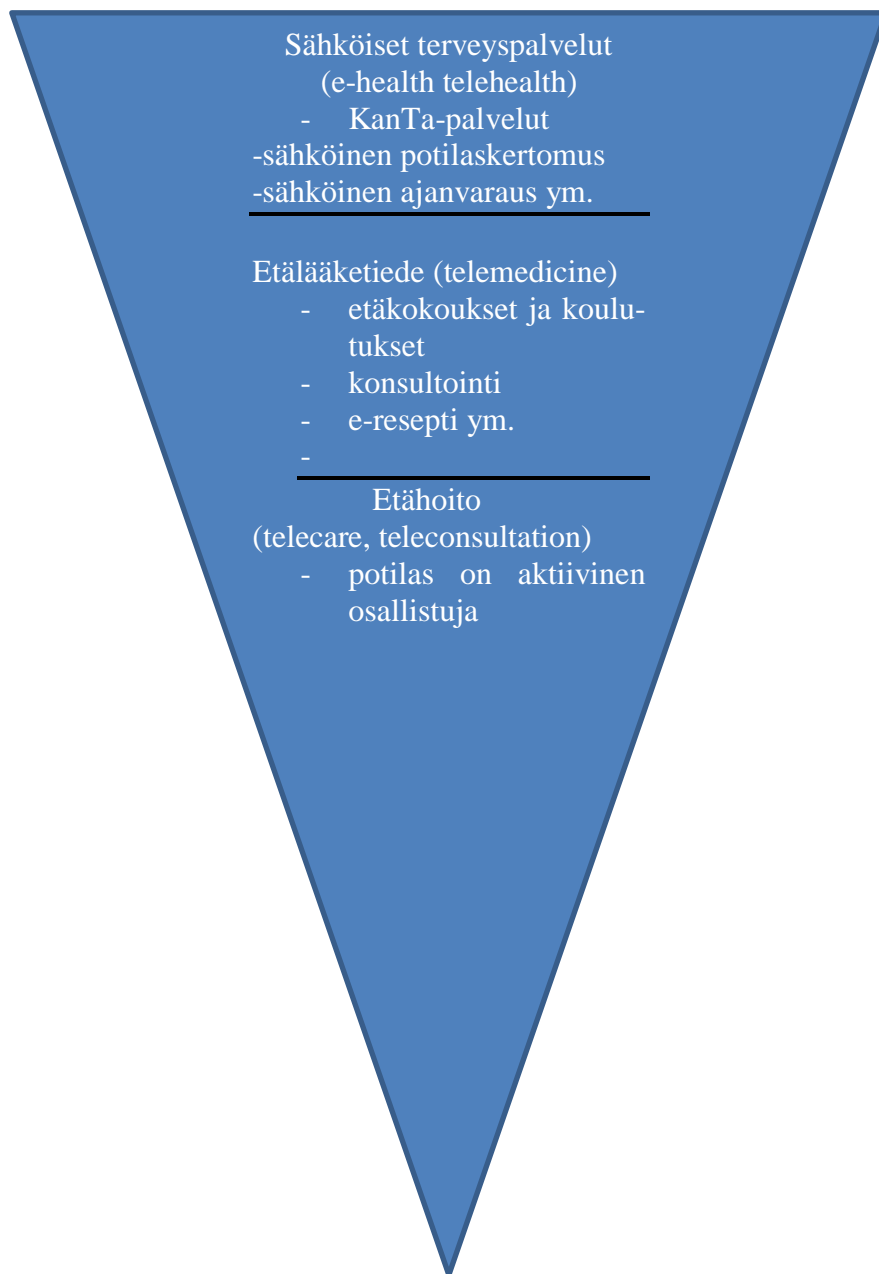 Sähköiset terveyspalvelut
(e-health telehealth)
- KanTa-palvelut
-sähköinen potilaskertomus
-sähköinen ajanvaraus ym.
Etälääketiede (telemedicine)
- etäkokoukset ja koulu-
tukset
- konsultointi
- e-resepti ym.
-
Etähoito
(telecare, teleconsultation)
- potilas on aktiivinen
osallistuja